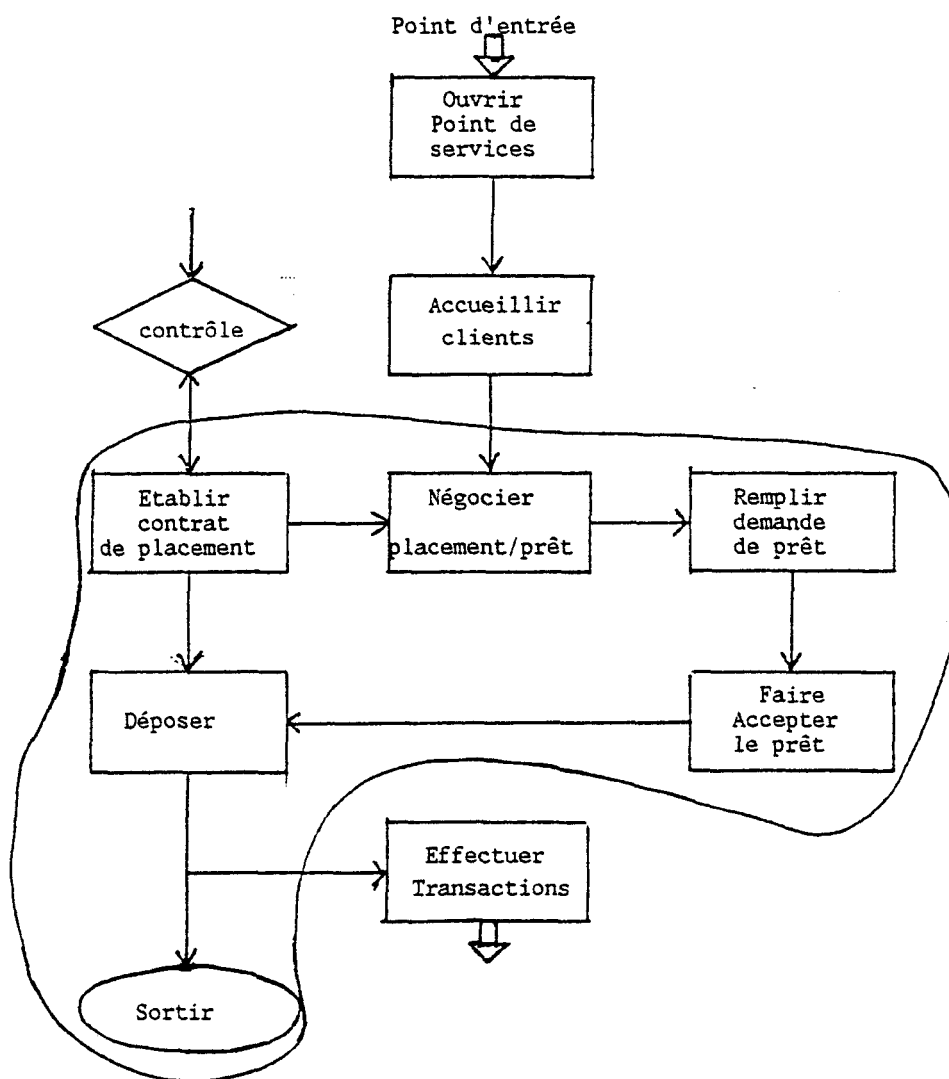 Point d'entrée
Ouvrir
Point de
services
Accueillir
clients
contrôle
Etablir
contrat
de placement
Négocier
placement/prêt
Remplir
demande
de prêt
Déposer
Faire
Accepter
le prêt
Effectuer
Transactions
Sortir